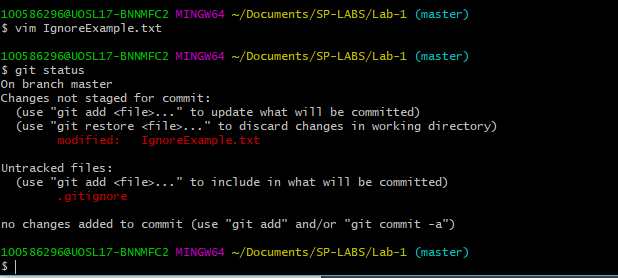 100586296@UOSL17-BNNMFC2 MINGW64 ~/Documents/SP-LABS/Lab-1 (master)
$ vim IgnoreExample.txt
100586296@UOSL17-BNNMFC2 MINGW64 ~/Documents/SP-LABS/Lab-1 (master)
$ git status
On branch master
Changes not staged for commit:
  (use "git add <file>..." to update what will be committed)
  (use "git restore <file>..." to discard changes in working directory)
        modified:   IgnoreExample.txt
Untracked files:
  (use "git add <file>..." to include in what will be committed)
        .gitignore
no changes added to commit (use "git add" and/or "git commit -a")
100586296@UOSL17-BNNMFC2 MINGW64 ~/Documents/SP-LABS/Lab-1 (master)
$